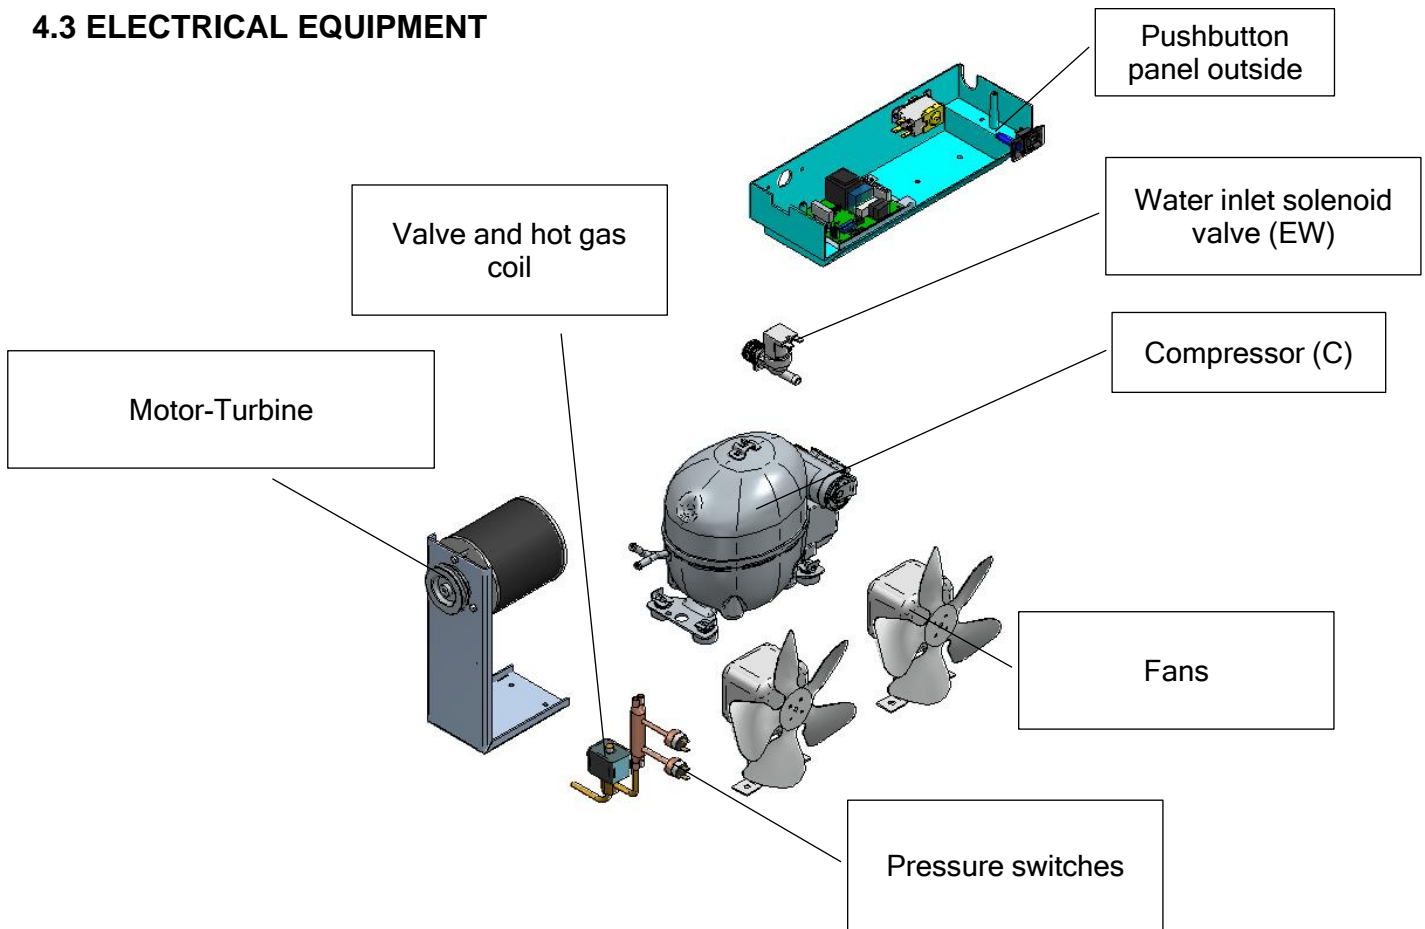 4.3 ELECTRICAL EQUIPMENT
Pushbutton
panel outside
Water inlet solenoid
valve (EW)
Valve and hot gas
coil
Compressor (C)
Motor-Turbine
Fans
Pressure switches